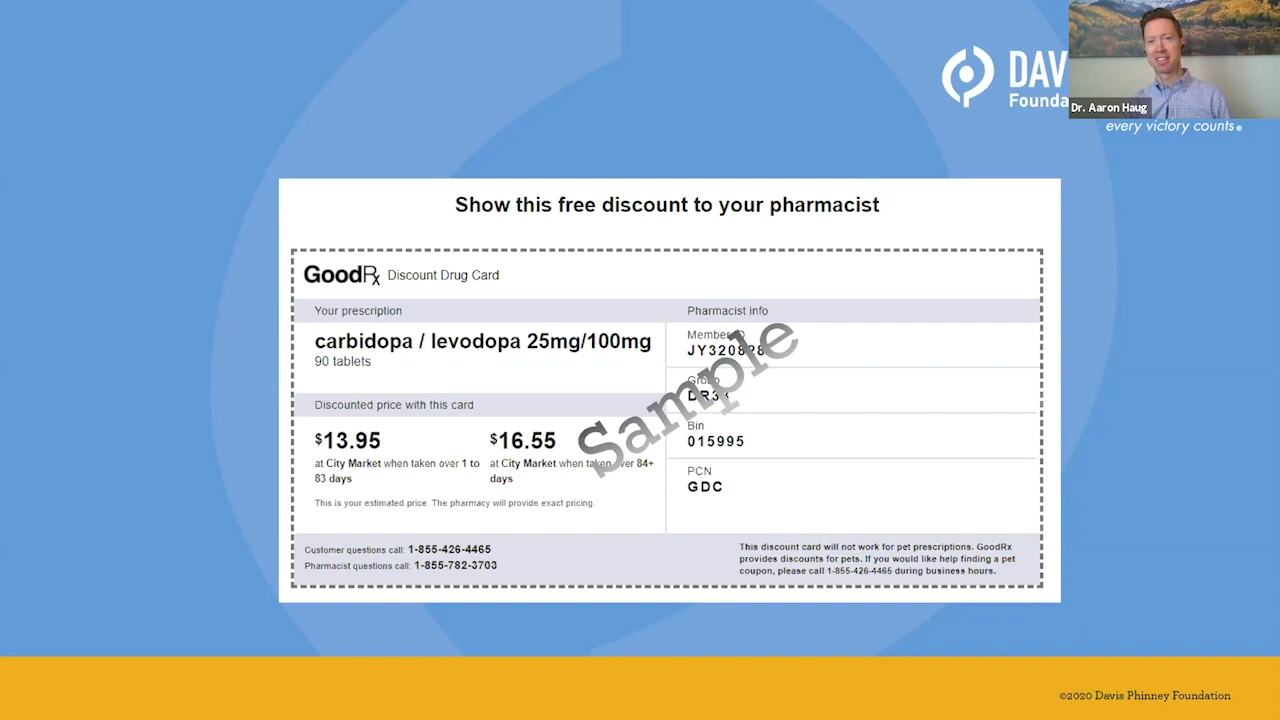 DAV
Founda
Dr. Aaron Haug
every victory counts®
Show this free discount to your pharmacist
GoodRx Discount Drug Card
Your prescription
carbidopa / levodopa 25mg/100mg
90 tablets
Discounted price with this card
$13.95
at City Market when taken over 1 to
83 days
$16.55
at City Market when taken over 84+
days
This is your estimated price. The pharmacy will provide exact pricing.
Pharmacist info
Member ID
JY320828
Group
Bin
015995
PCN
GDC
Sample
Customer questions call: 1-855-426-4465
Pharmacist questions call: 1-855-782-3703
This discount card will not work for pet prescriptions. GoodRx
provides discounts for pets. If you would like help finding a pet
coupon, please call 1-855-426-4465 during business hours.
©2020 Davis Phinney Foundation